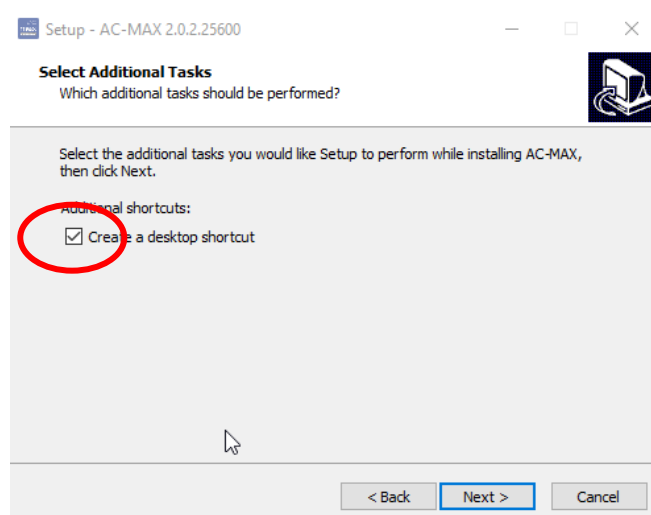 Setup - AC-MAX 2.0.2.25600
Select Additional Tasks
Which additional tasks should be performed?
Select the additional tasks you would like Setup to perform while installing AC-MAX,
then click Next.
Additional shortcuts:
Create a desktop shortcut
< Back Next > Cancel